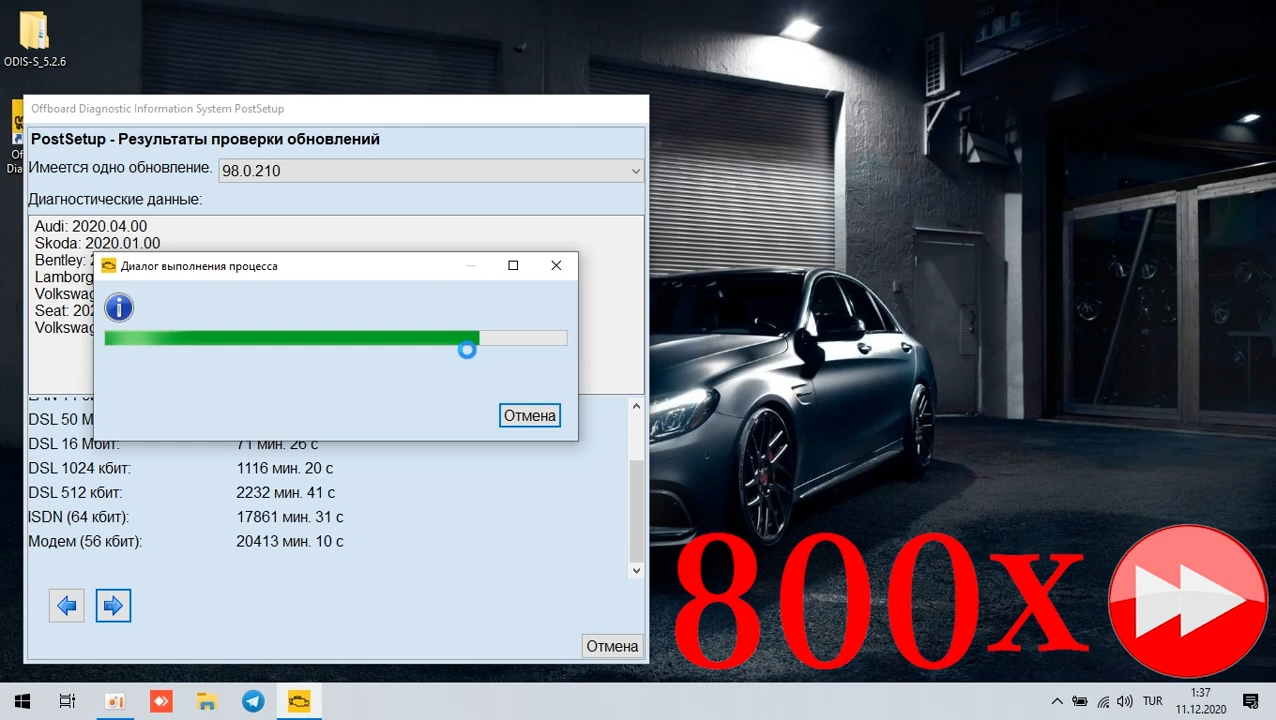 ODIS-S_5.2.6
Offboard Diagnostic Information System PostSetup
PostSetup - Результаты проверки обновлений
Имеется одно обновление.
98.0.210
Диагностические данные:
Audi: 2020.04.00
Skoda: 2020.01.00
Bentley:
Диалог выполнения процесса
Отмена
DSL 16 Мбит: 71 мин. 26 с
DSL 1024 кбит: 1116 мин. 20 с
DSL 512 кбит: 2232 мин. 41 с
ISDN (64 кбит): 17861 мин. 31 с
Модем (56 кбит): 20413 мин. 10 с
Отмена
800x
TUR
1:37
11.12.2020